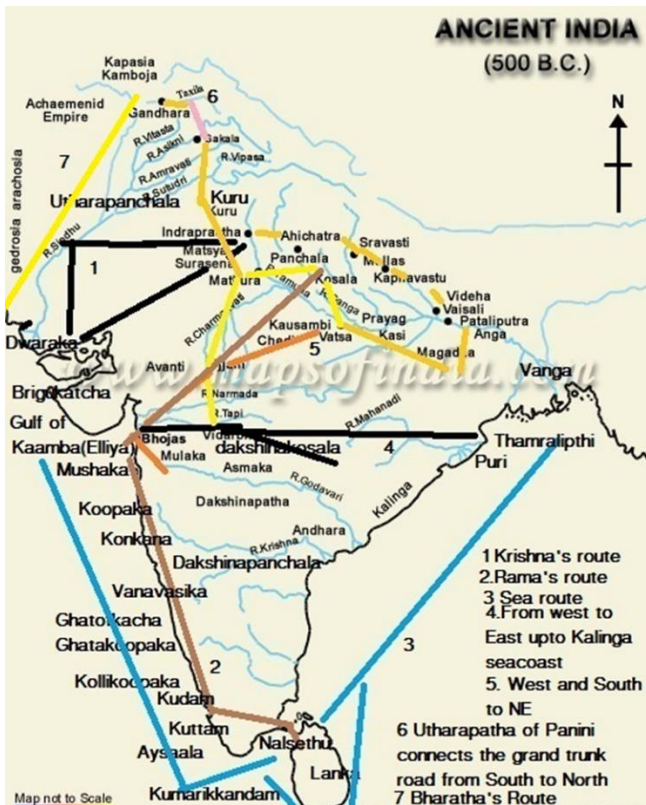 ANCIENT INDIA
(500 B.C.)
Kapasia
Kamboja
Taxila
6
N
Achaemenid
Empire
Gandhara
R.Vitasta
Sakala
R.Asikni
R.Vipasa
7
R.Amravati
R.Sutudri
Utharapanchala
Kuru
Kuru
gedrosia arachosia
R.Sindhu
Indraprastha
Ahichatra
Sravasti
Matsya
Panchala
Mallas
1
Surasena
Kapilavastu
Mathura
R.Yamuna
Kosala
Videha
R.Ganga
Vaisali
R.Charmavati
Prayag
Pataliputra
Dwaraka
Kausambi
Kasi
Anga
Chedi
Vatsa
5
Magadha
Avanti
Vanga
www.mapsofindia.com
R.Narmada
Gulf of
R.Tapi
R.Mahanadi
Bhojas
Thamralipthi
Kaamba(Elliya)
dakshinakosala
4
Mushaka
Mulaka
Puri
Asmaka
R.Godavari
Koopaka
Dakshinapatha
Kalinga
Konkana
Andhara
R.Krishna
Dakshinapanchala
1 Krishna's route
2.Rama's route
Vanavasika
3 Sea route
4.From west to
Ghatotkacha
East upto Kalinga
Ghatakoopaka
3
seacoast
Kollikoopaka
2
5. West and South
Kudam
to NE
Kuttam
6 Utharapatha of Panini
Nalsethu
connects the grand trunk
Aysaala
road from South to North
Lanka
Kumarikkandam
7 Bharatha's Route
Map not to Scale